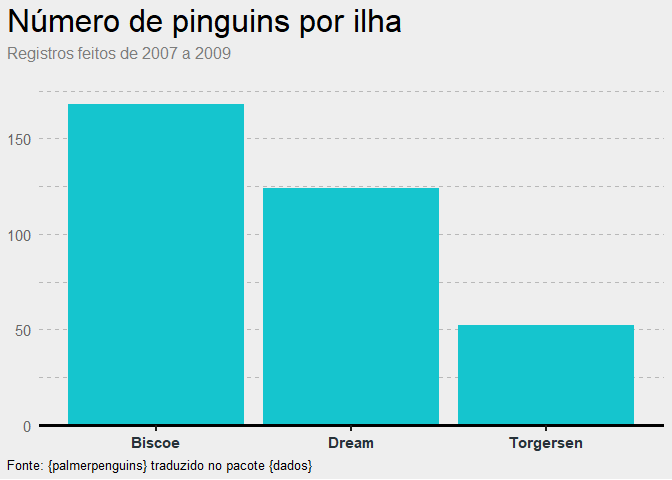 Número de pinguins por ilha
Registros feitos de 2007 a 2009
150
100
50
0
Biscoe Dream Torgersen
Fonte: {palmerpenguins} traduzido no pacote {dados}